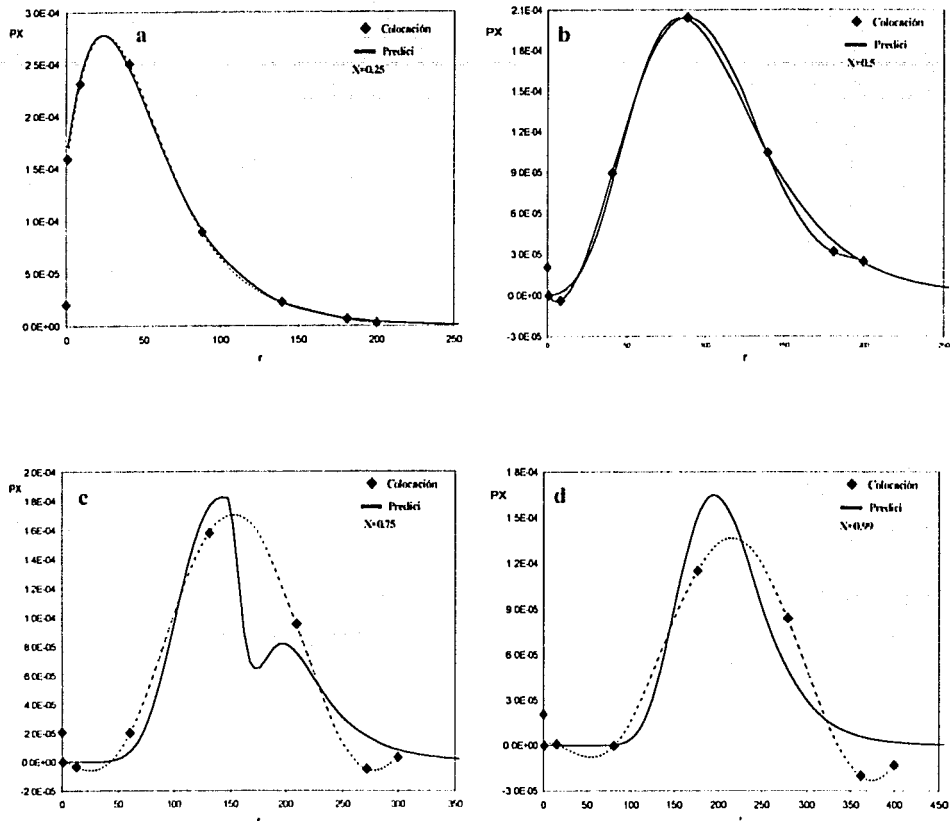 PX
a
Colocación
Predici
X=0.25
3.0E-04
2.5E-04
2.0E-04
1.5E-04
1.0E-04
5.0E-05
0.0E+00
0 50 100 150 200 250
r
PX
b
Colocación
Predici
X=0.5
2.1E-04
1.8E-04
1.5E-04
1.2E-04
9.0E-05
6.0E-05
3.0E-05
0.0E+00
-3.0E-05
r
PX
c
Colocación
Predici
X=0.75
2.0E-04
1.8E-04
1.6E-04
1.4E-04
1.2E-04
1.0E-04
8.0E-05
6.0E-05
4.0E-05
2.0E-05
0.0E+00
-2.0E-05
0 50 100 150 200 250 300 350
PX
d
Colocación
Predici
X=0.99
1.8E-04
1.5E-04
1.2E-04
9.0E-05
6.0E-05
3.0E-05
0.0E+00
-3.0E-05
0 50 100 150 200 250 300 350 400 450